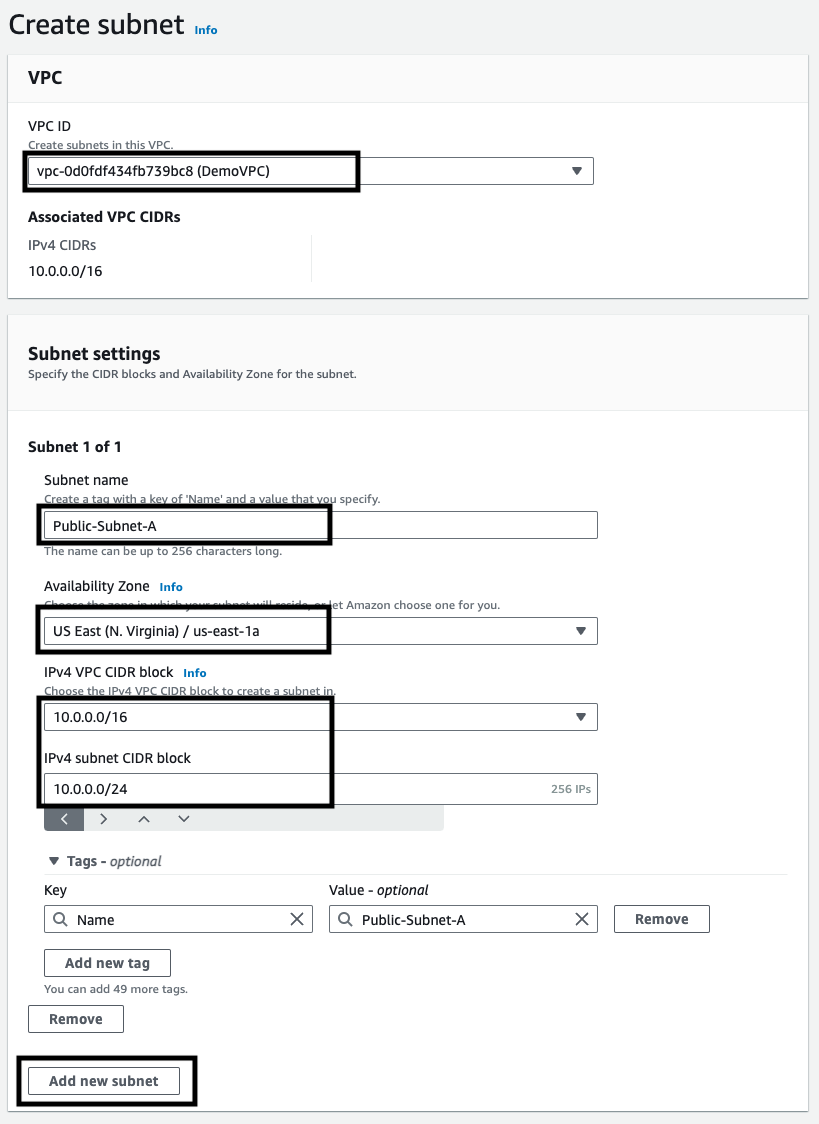 Create subnet Info
VPC
VPC ID
Create subnets in this VPC.
vpc-0d0fdf434fb739bc8 (DemoVPC)
Associated VPC CIDRs
IPv4 CIDRs
10.0.0.0/16
Subnet settings
Specify the CIDR blocks and Availability Zone for the subnet.
Subnet 1 of 1
Subnet name
Create a tag with a key of 'Name' and a value that you specify.
Public-Subnet-A
The name can be up to 256 characters long.
Availability Zone Info
Choose the zone in which your subnet will reside, or let Amazon choose one for you.
US East (N. Virginia) / us-east-1a
IPv4 VPC CIDR block Info
Choose the IPv4 VPC CIDR block to create a subnet in.
10.0.0.0/16
IPv4 subnet CIDR block
10.0.0.0/24 256 IPs
Tags - optional
Key Value - optional
Name Public-Subnet-A Remove
Add new tag
You can add 49 more tags.
Remove
Add new subnet